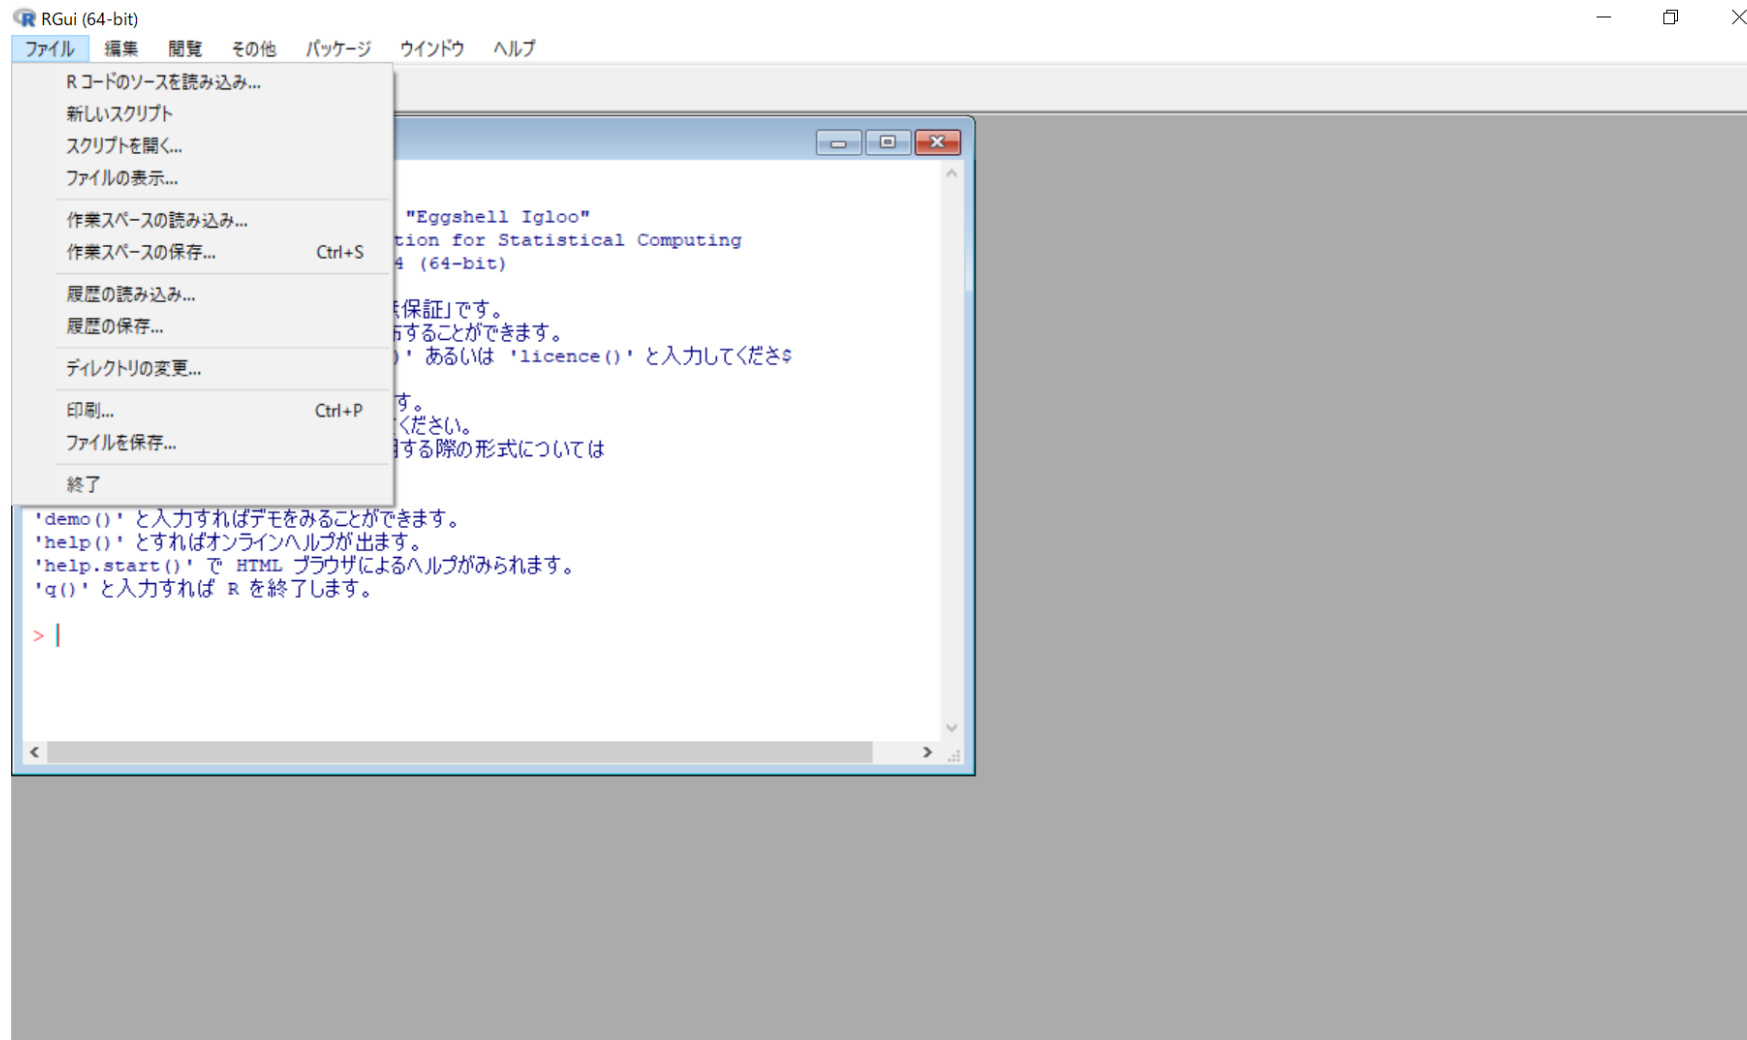 RGui (64-bit)
ファイル 編集 閲覧 その他 パッケージ ウインドウ ヘルプ
R コードのソースを読み込み...
新しいスクリプト
スクリプトを開く...
ファイルの表示...
作業スペースの読み込み...
作業スペースの保存... Ctrl+S
履歴の読み込み...
履歴の保存...
ディレクトリの変更...
印刷... Ctrl+P
ファイルを保存...
終了
"Eggshell Igloo"
tion for Statistical Computing
4 (64-bit)
保証」です。
することができます。
)' あるいは 'licence()' と入力してくださ$
す。
ください。
する際の形式については
'demo()' と入力すればデモをみることができます。
'help()' とすればオンラインヘルプが出ます。
'help.start()' で HTML ブラウザによるヘルプがみられます。
'q()' と入力すれば R を終了します。
>